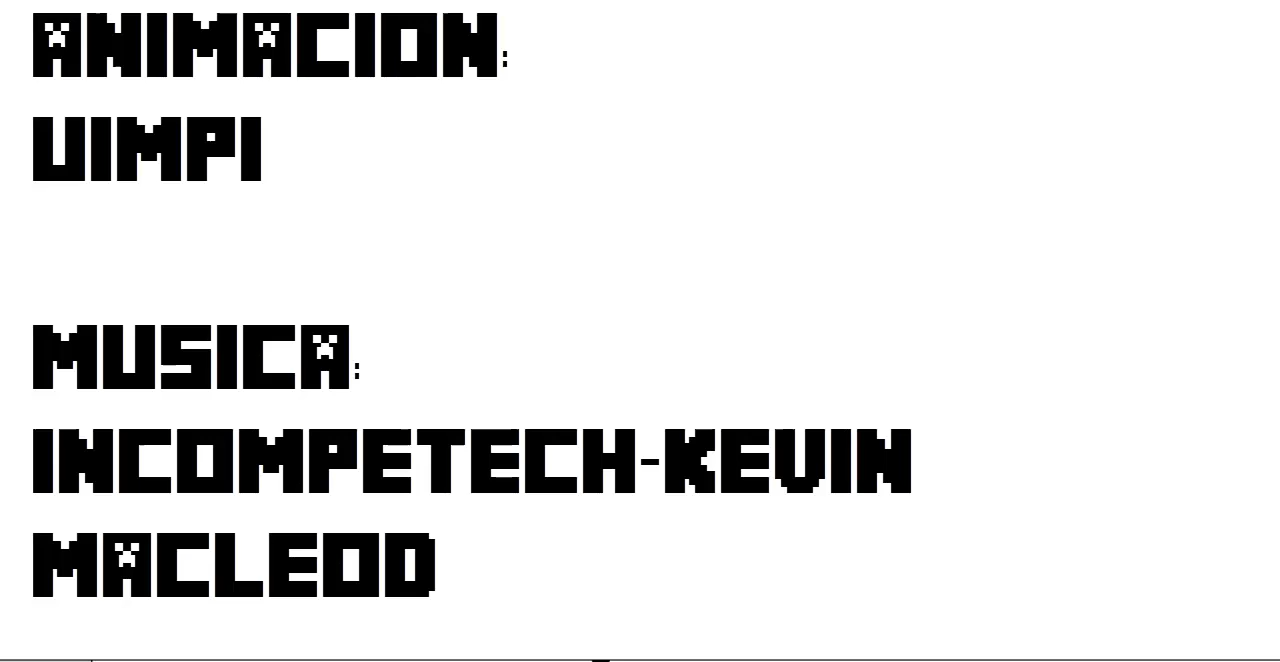 ANIMACION:
UIMPI
MUSICA:
INCOMPETECH-KEVIN
MACLEOD